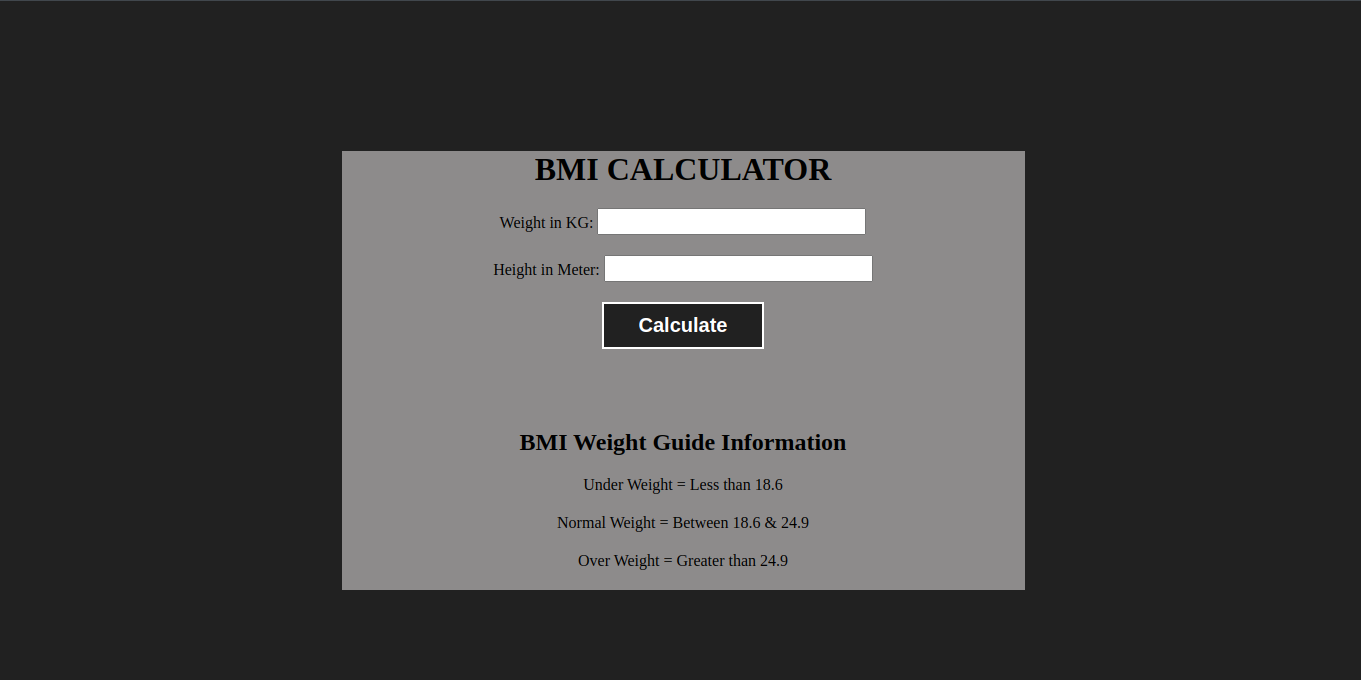 BMI CALCULATOR
Weight in KG:
Height in Meter:
Calculate
BMI Weight Guide Information
Under Weight = Less than 18.6
Normal Weight = Between 18.6 & 24.9
Over Weight = Greater than 24.9